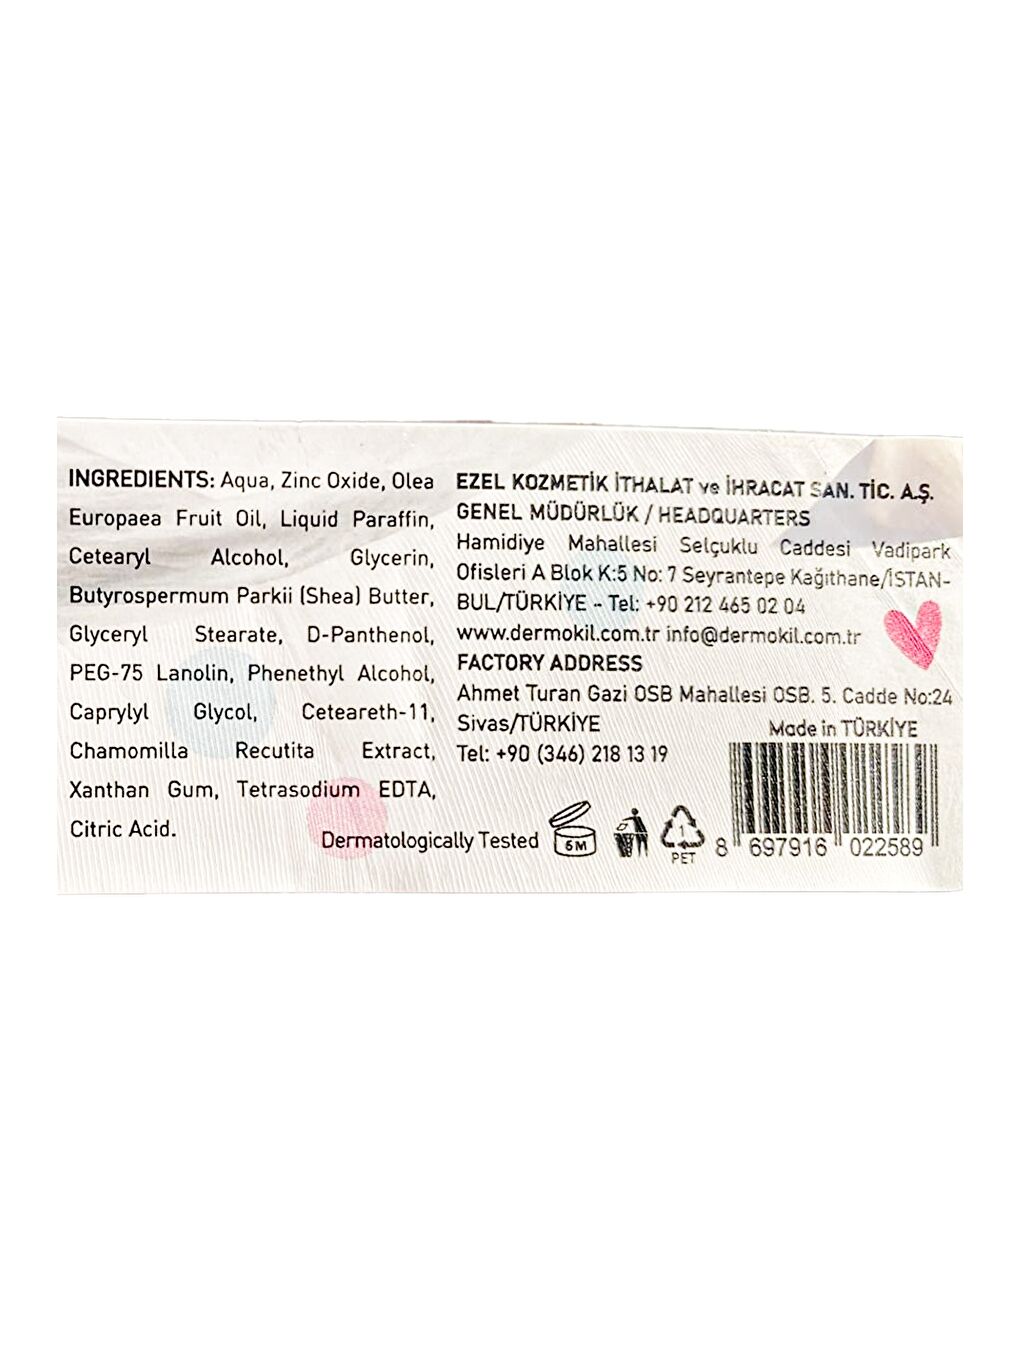 INGREDIENTS: Aqua, Zinc Oxide, Olea
Europaea Fruit Oil, Liquid Paraffin,
Cetearyl Alcohol, Glycerin,
Butyrospermum Parkii (Shea) Butter,
Glyceryl Stearate, D-Panthenol,
PEG-75 Lanolin, Phenethyl Alcohol,
Caprylyl Glycol, Ceteareth-11,
Chamomilla Recutita Extract,
Xanthan Gum, Tetrasodium EDTA,
Citric Acid.
EZEL KOZMETİK İTHALAT ve İHRACAT SAN. TİC. A.Ş.
GENEL MÜDÜRLÜK / HEADQUARTERS
Hamidiye Mahallesi Selçuklu Caddesi Vadipark
Ofisleri A Blok K:5 No: 7 Seyrantepe Kağıthane/İSTAN-
BUL/TÜRKİYE - Tel: +90 212 465 02 04
www.dermokil.com.tr info@dermokil.com.tr
FACTORY ADDRESS
Ahmet Turan Gazi OSB Mahallesi OSB. 5. Cadde No:24
Sivas/TÜRKİYE
Tel: +90 (346) 218 13 19
Made in TÜRKİYE
Dermatologically Tested
6M
1
PET
8 697916 022589